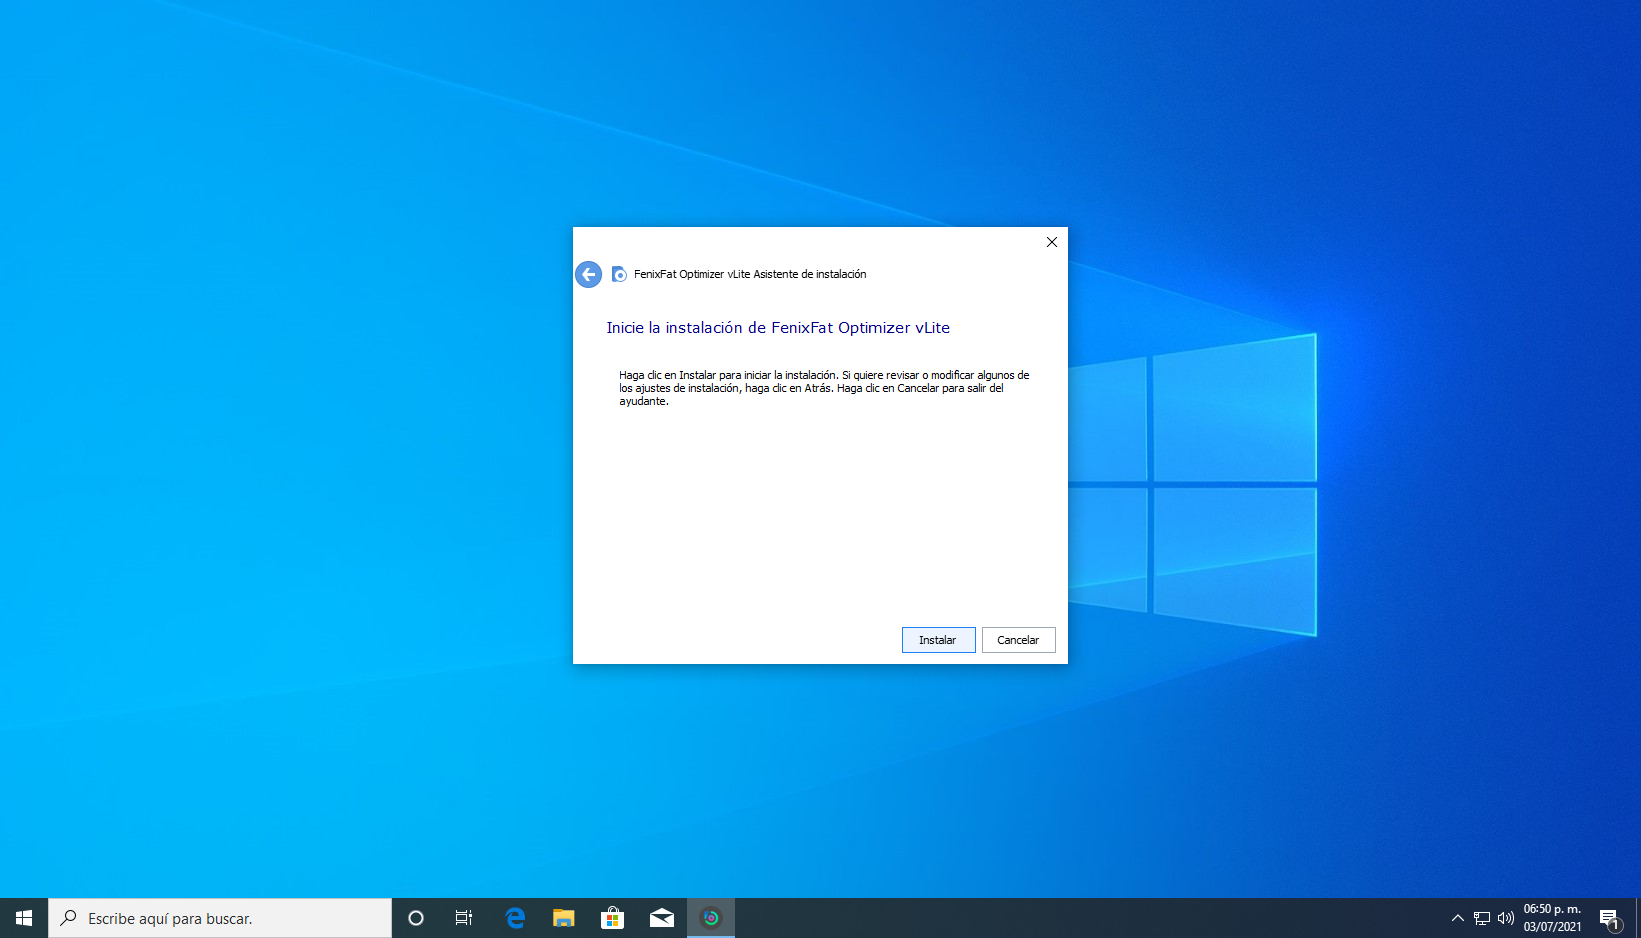 FenixFat Optimizer vLite Asistente de instalación
Inicie la instalación de FenixFat Optimizer vLite
Haga clic en Instalar para iniciar la instalación. Si quiere revisar o modificar algunos de
los ajustes de instalación, haga clic en Atrás. Haga clic en Cancelar para salir del
ayudante.
Instalar
Cancelar
Escribe aquí para buscar.
06:50 p. m.
03/07/2021
1